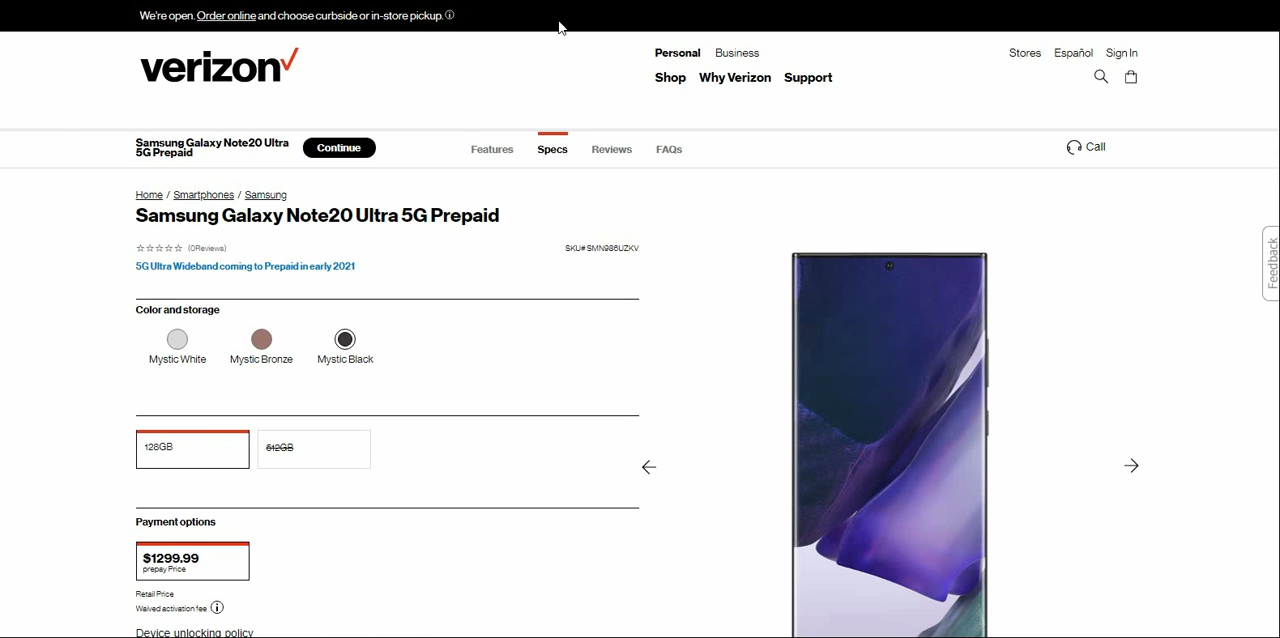 We're open. Order online and choose curbside or in-store pickup.
verizon
Personal Business
Stores Español Sign In
Shop Why Verizon Support
Samsung Galaxy Note20 Ultra
5G Prepaid
Continue
Features Specs Reviews FAQs
Call
Home / Smartphones / Samsung
Samsung Galaxy Note20 Ultra 5G Prepaid
(0Reviews)
SKU# SMN986UZKV
5G Ultra Wideband coming to Prepaid in early 2021
Feedback
Color and storage
Mystic White Mystic Bronze Mystic Black
128GB 512GB
Payment options
$1299.99
prepay Price
Retail Price
Waived activation fee
Device unlocking policy